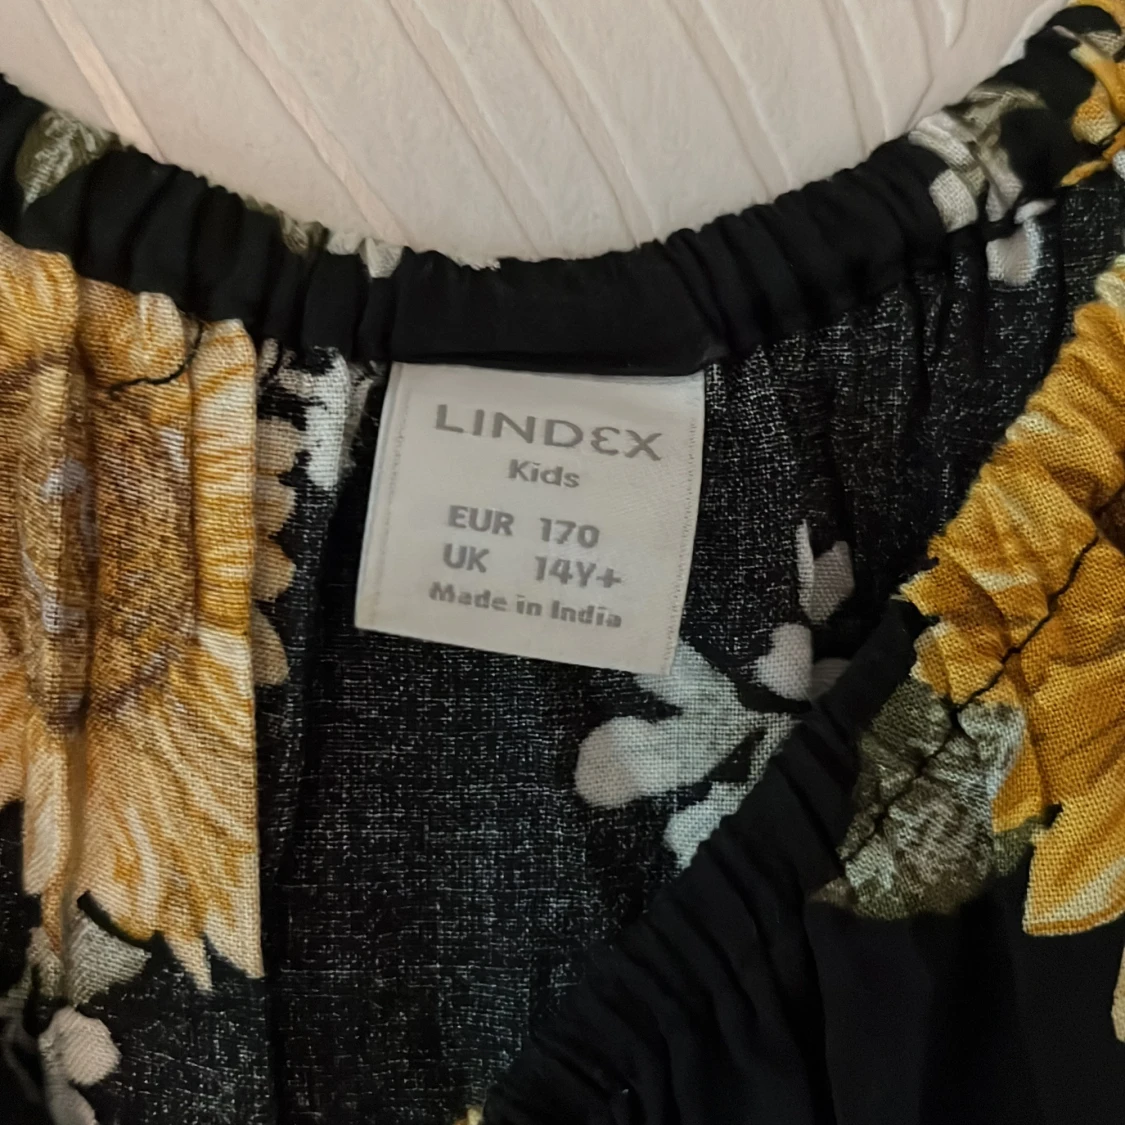 LINDEX
Kids
EUR 170
UK 14Y+
Made in India